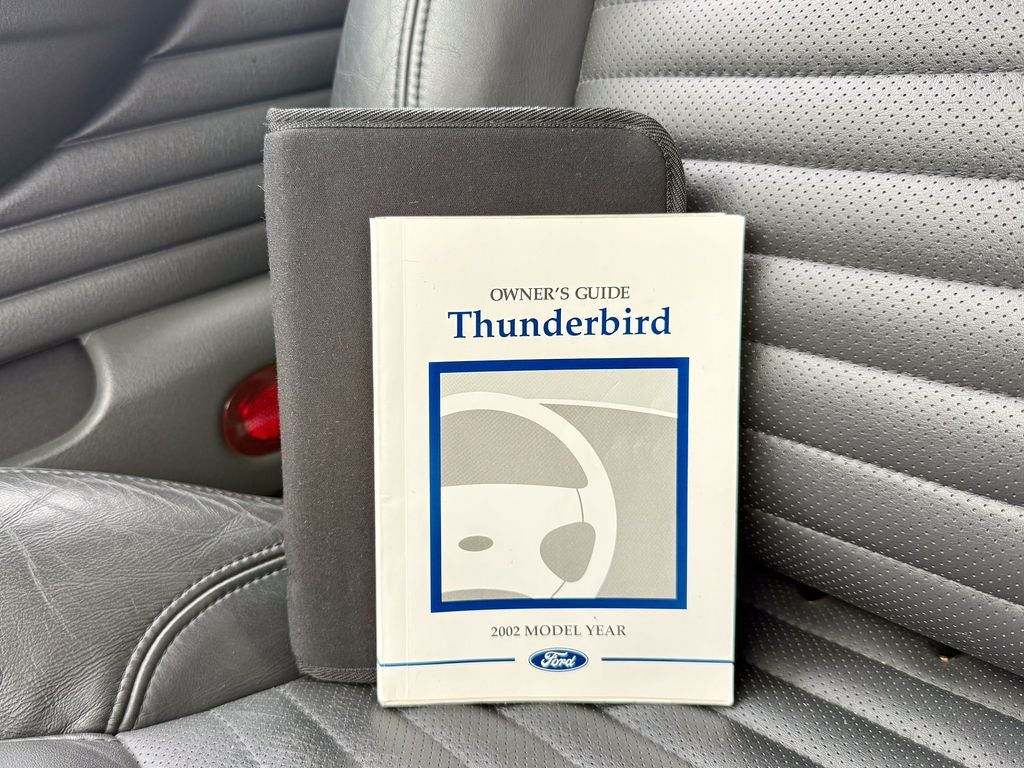 OWNER'S GUIDE
Thunderbird
2002 MODEL YEAR
Ford